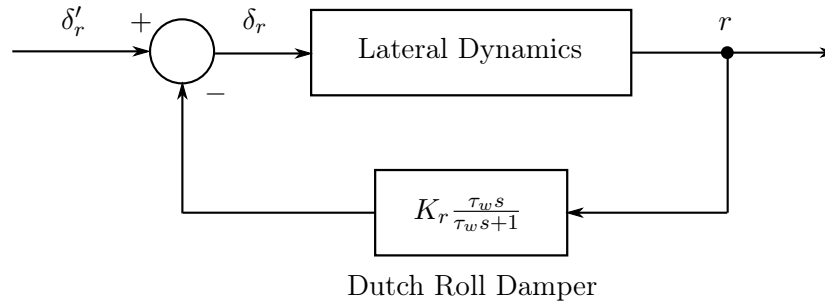 δ′_r + δ_r Lateral Dynamics r
−
K_r τ_w s / τ_w s+1
Dutch Roll Damper